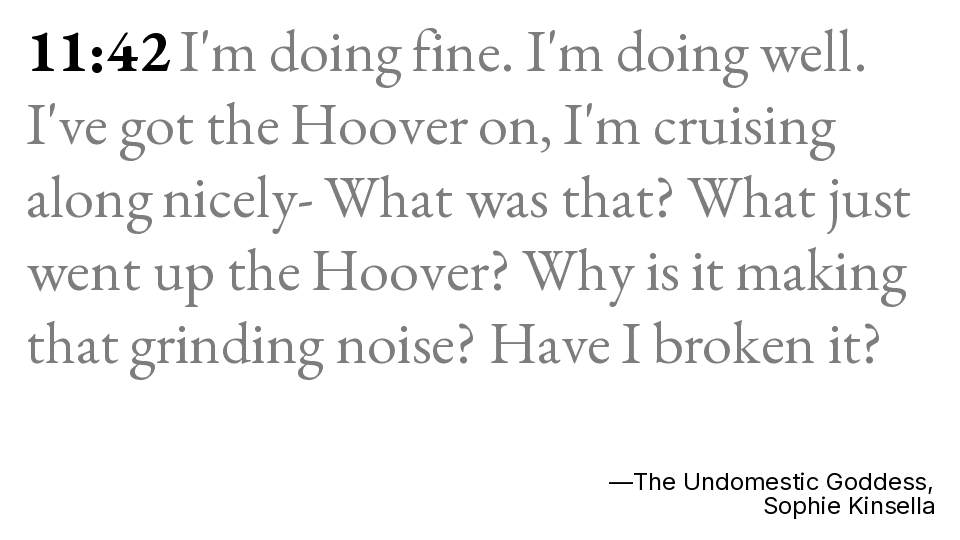 11:42 I'm doing fine. I'm doing well.
I've got the Hoover on, I'm cruising
along nicely- What was that? What just
went up the Hoover? Why is it making
that grinding noise? Have I broken it?
—The Undomestic Goddess,
Sophie Kinsella